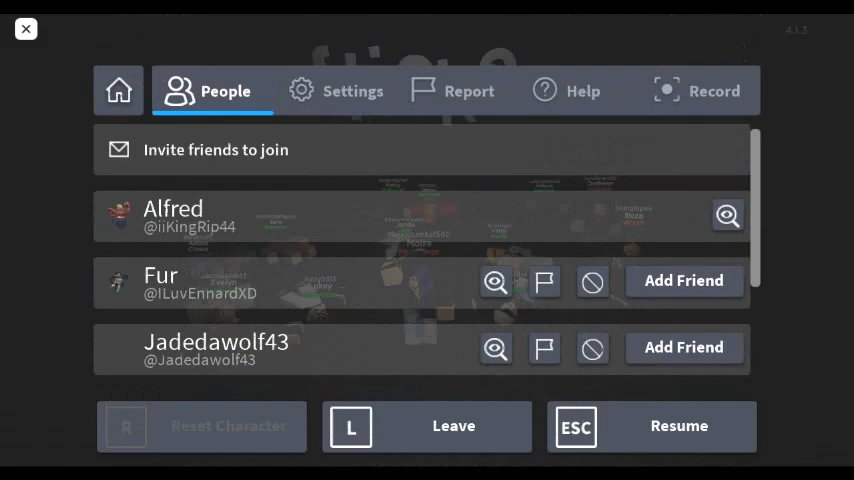 4.1.3
People
Settings
Report
Help
Record
Invite friends to join
Alfred
@iiKingRip44
Fur
@ILuvEnnardXD
Add Friend
Jadedawolf43
@Jadedawolf43
Add Friend
R
Reset Character
L
Leave
ESC
Resume